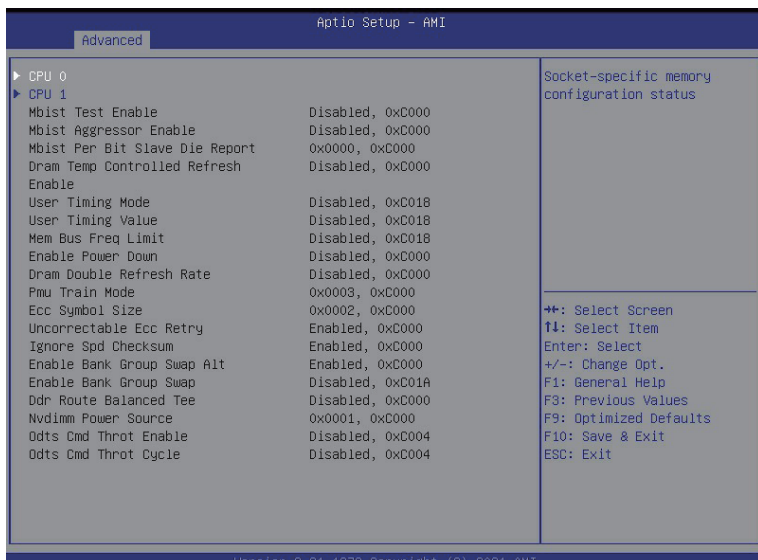 Aptio Setup – AMI
Advanced
▶ CPU 0
▶ CPU 1
Mbist Test Enable Disabled, 0xC000
Mbist Aggressor Enable Disabled, 0xC000
Mbist Per Bit Slave Die Report 0x0000, 0xC000
Dram Temp Controlled Refresh Disabled, 0xC000
Enable
User Timing Mode Disabled, 0xC018
User Timing Value Disabled, 0xC018
Mem Bus Freq Limit Disabled, 0xC018
Enable Power Down Disabled, 0xC000
Dram Double Refresh Rate Disabled, 0xC000
Pmu Train Mode 0x0003, 0xC000
Ecc Symbol Size 0x0002, 0xC000
Uncorrectable Ecc Retry Enabled, 0xC000
Ignore Spd Checksum Enabled, 0xC000
Enable Bank Group Swap Alt Enabled, 0xC000
Enable Bank Group Swap Disabled, 0xC01A
Ddr Route Balanced Tee Disabled, 0xC000
Nvdimm Power Source 0x0001, 0xC000
Odts Cmd Throt Enable Disabled, 0xC004
Odts Cmd Throt Cycle Disabled, 0xC004
Socket-specific memory
configuration status
→←: Select Screen
↑↓: Select Item
Enter: Select
+/-: Change Opt.
F1: General Help
F3: Previous Values
F9: Optimized Defaults
F10: Save & Exit
ESC: Exit